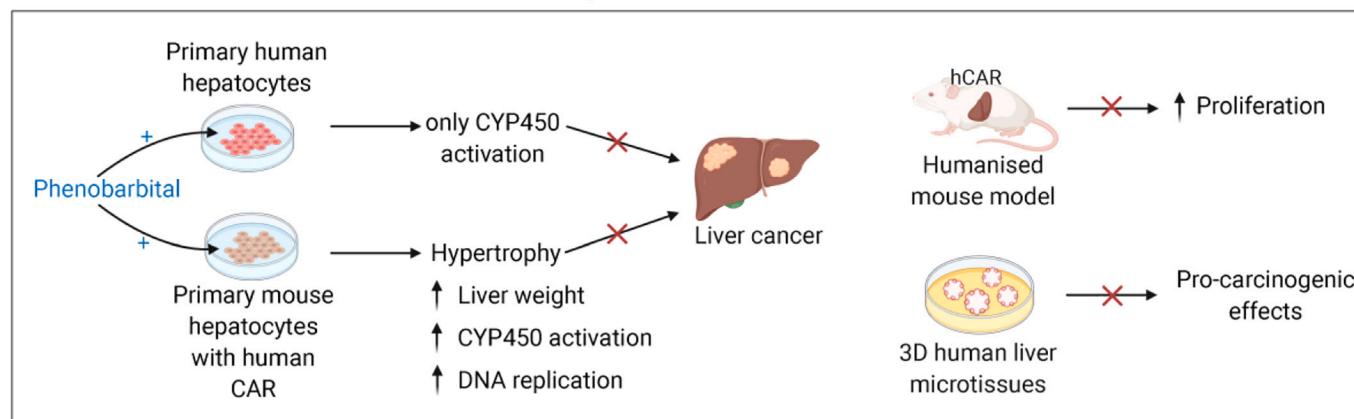 Primary human
hepatocytes
+
Phenobarbital
+
Primary mouse
hepatocytes
with human
CAR
only CYP450
activation
Hypertrophy
↑ Liver weight
↑ CYP450 activation
↑ DNA replication
Liver cancer
hCAR
Humanised
mouse model
↑ Proliferation
3D human liver
microtissues
Pro-carcinogenic
effects